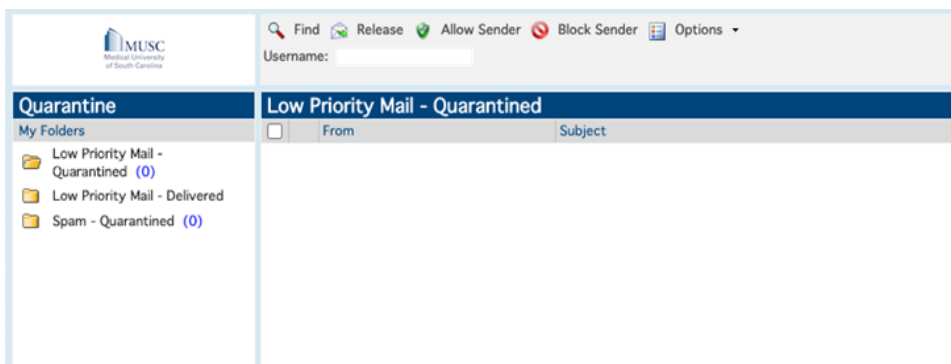 MUSC
Medical University
of South Carolina
Find Release Allow Sender Block Sender Options
Username:
Quarantine
My Folders
Low Priority Mail -
Quarantined (0)
Low Priority Mail - Delivered
Spam - Quarantined (0)
Low Priority Mail - Quarantined
From Subject